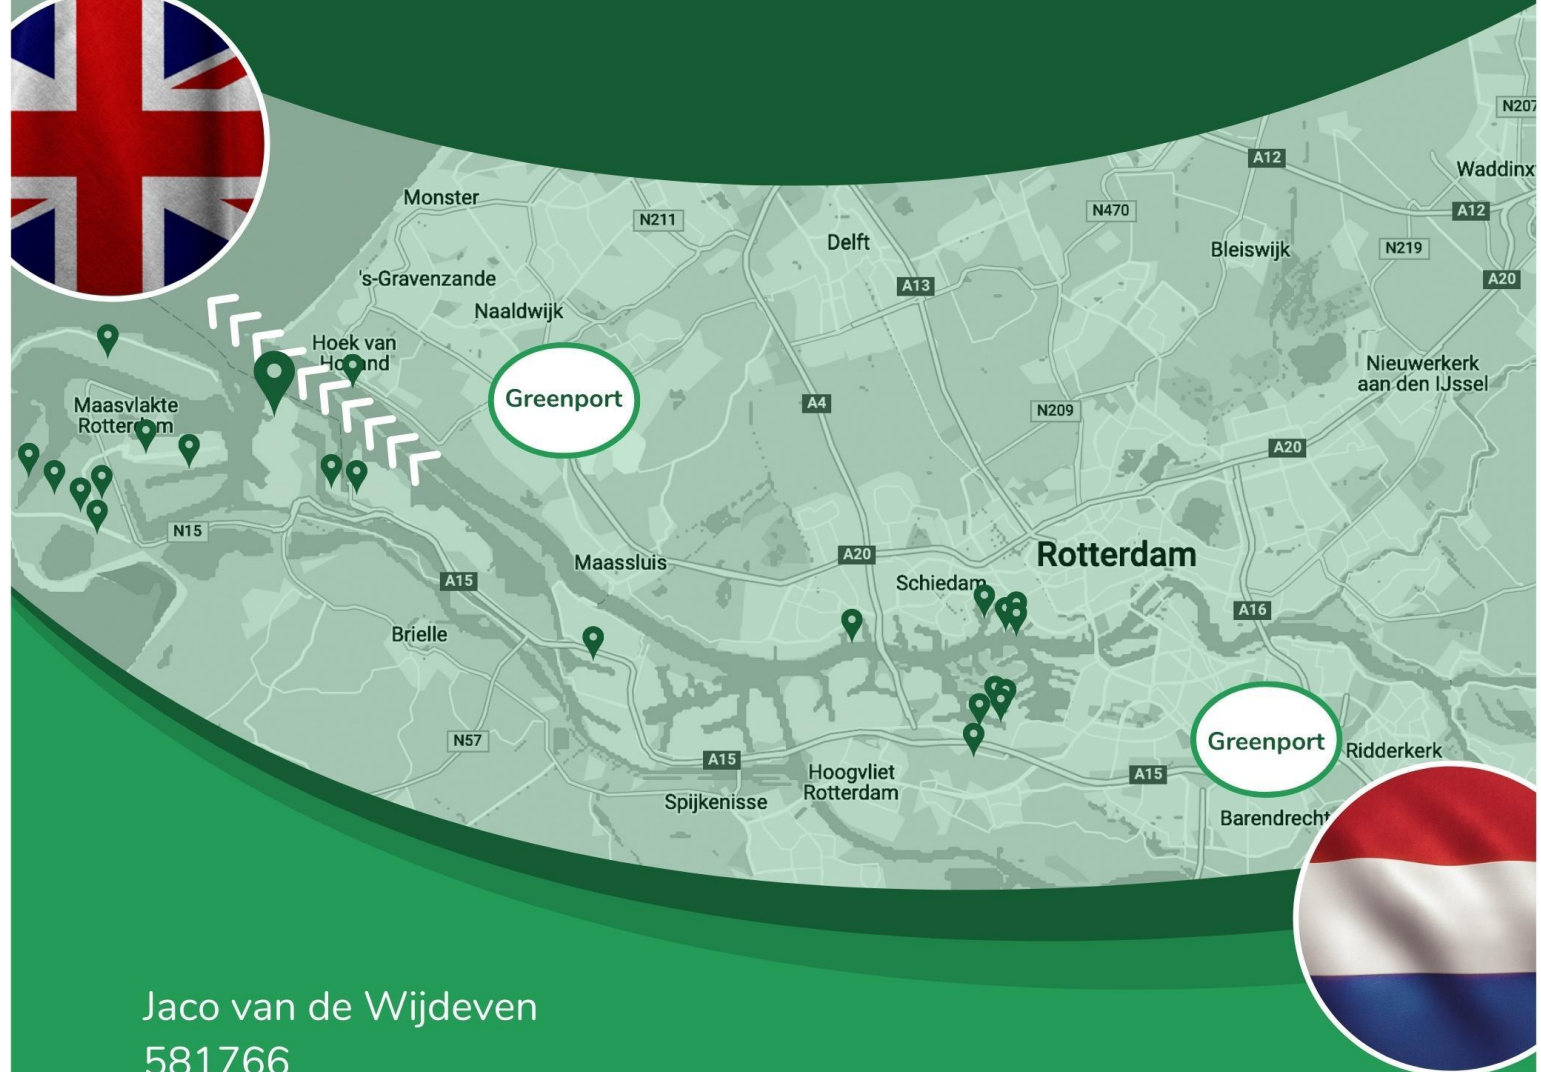 N207
A12
Waddinx
Monster
N211
N470
A12
Delft
Bleiswijk
N219
's-Gravenzande
A13
A20
Naaldwijk
Hoek van
Holland
Nieuwerkerk
aan den IJssel
Maasvlakte
Rotterdam
Greenport
A4
N209
A20
N15
Maassluis
A20
Rotterdam
A15
Schiedam
A16
Brielle
N57
A15
Hoogvliet
Rotterdam
A15
Greenport
Ridderkerk
Spijkenisse
Barendrecht
Jaco van de Wijdeven
581766